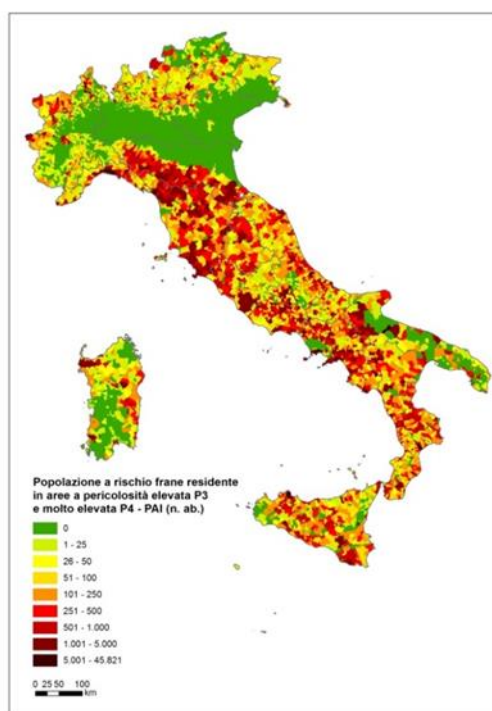 Popolazione a rischio frane residente
in aree a pericolosità elevata P3
e molto elevata P4 - PAI (n. ab.)
0
1 - 25
26 - 50
51 - 100
101 - 250
251 - 500
501 - 1.000
1.001 - 5.000
5.001 - 45.821
0 25 50 100
km